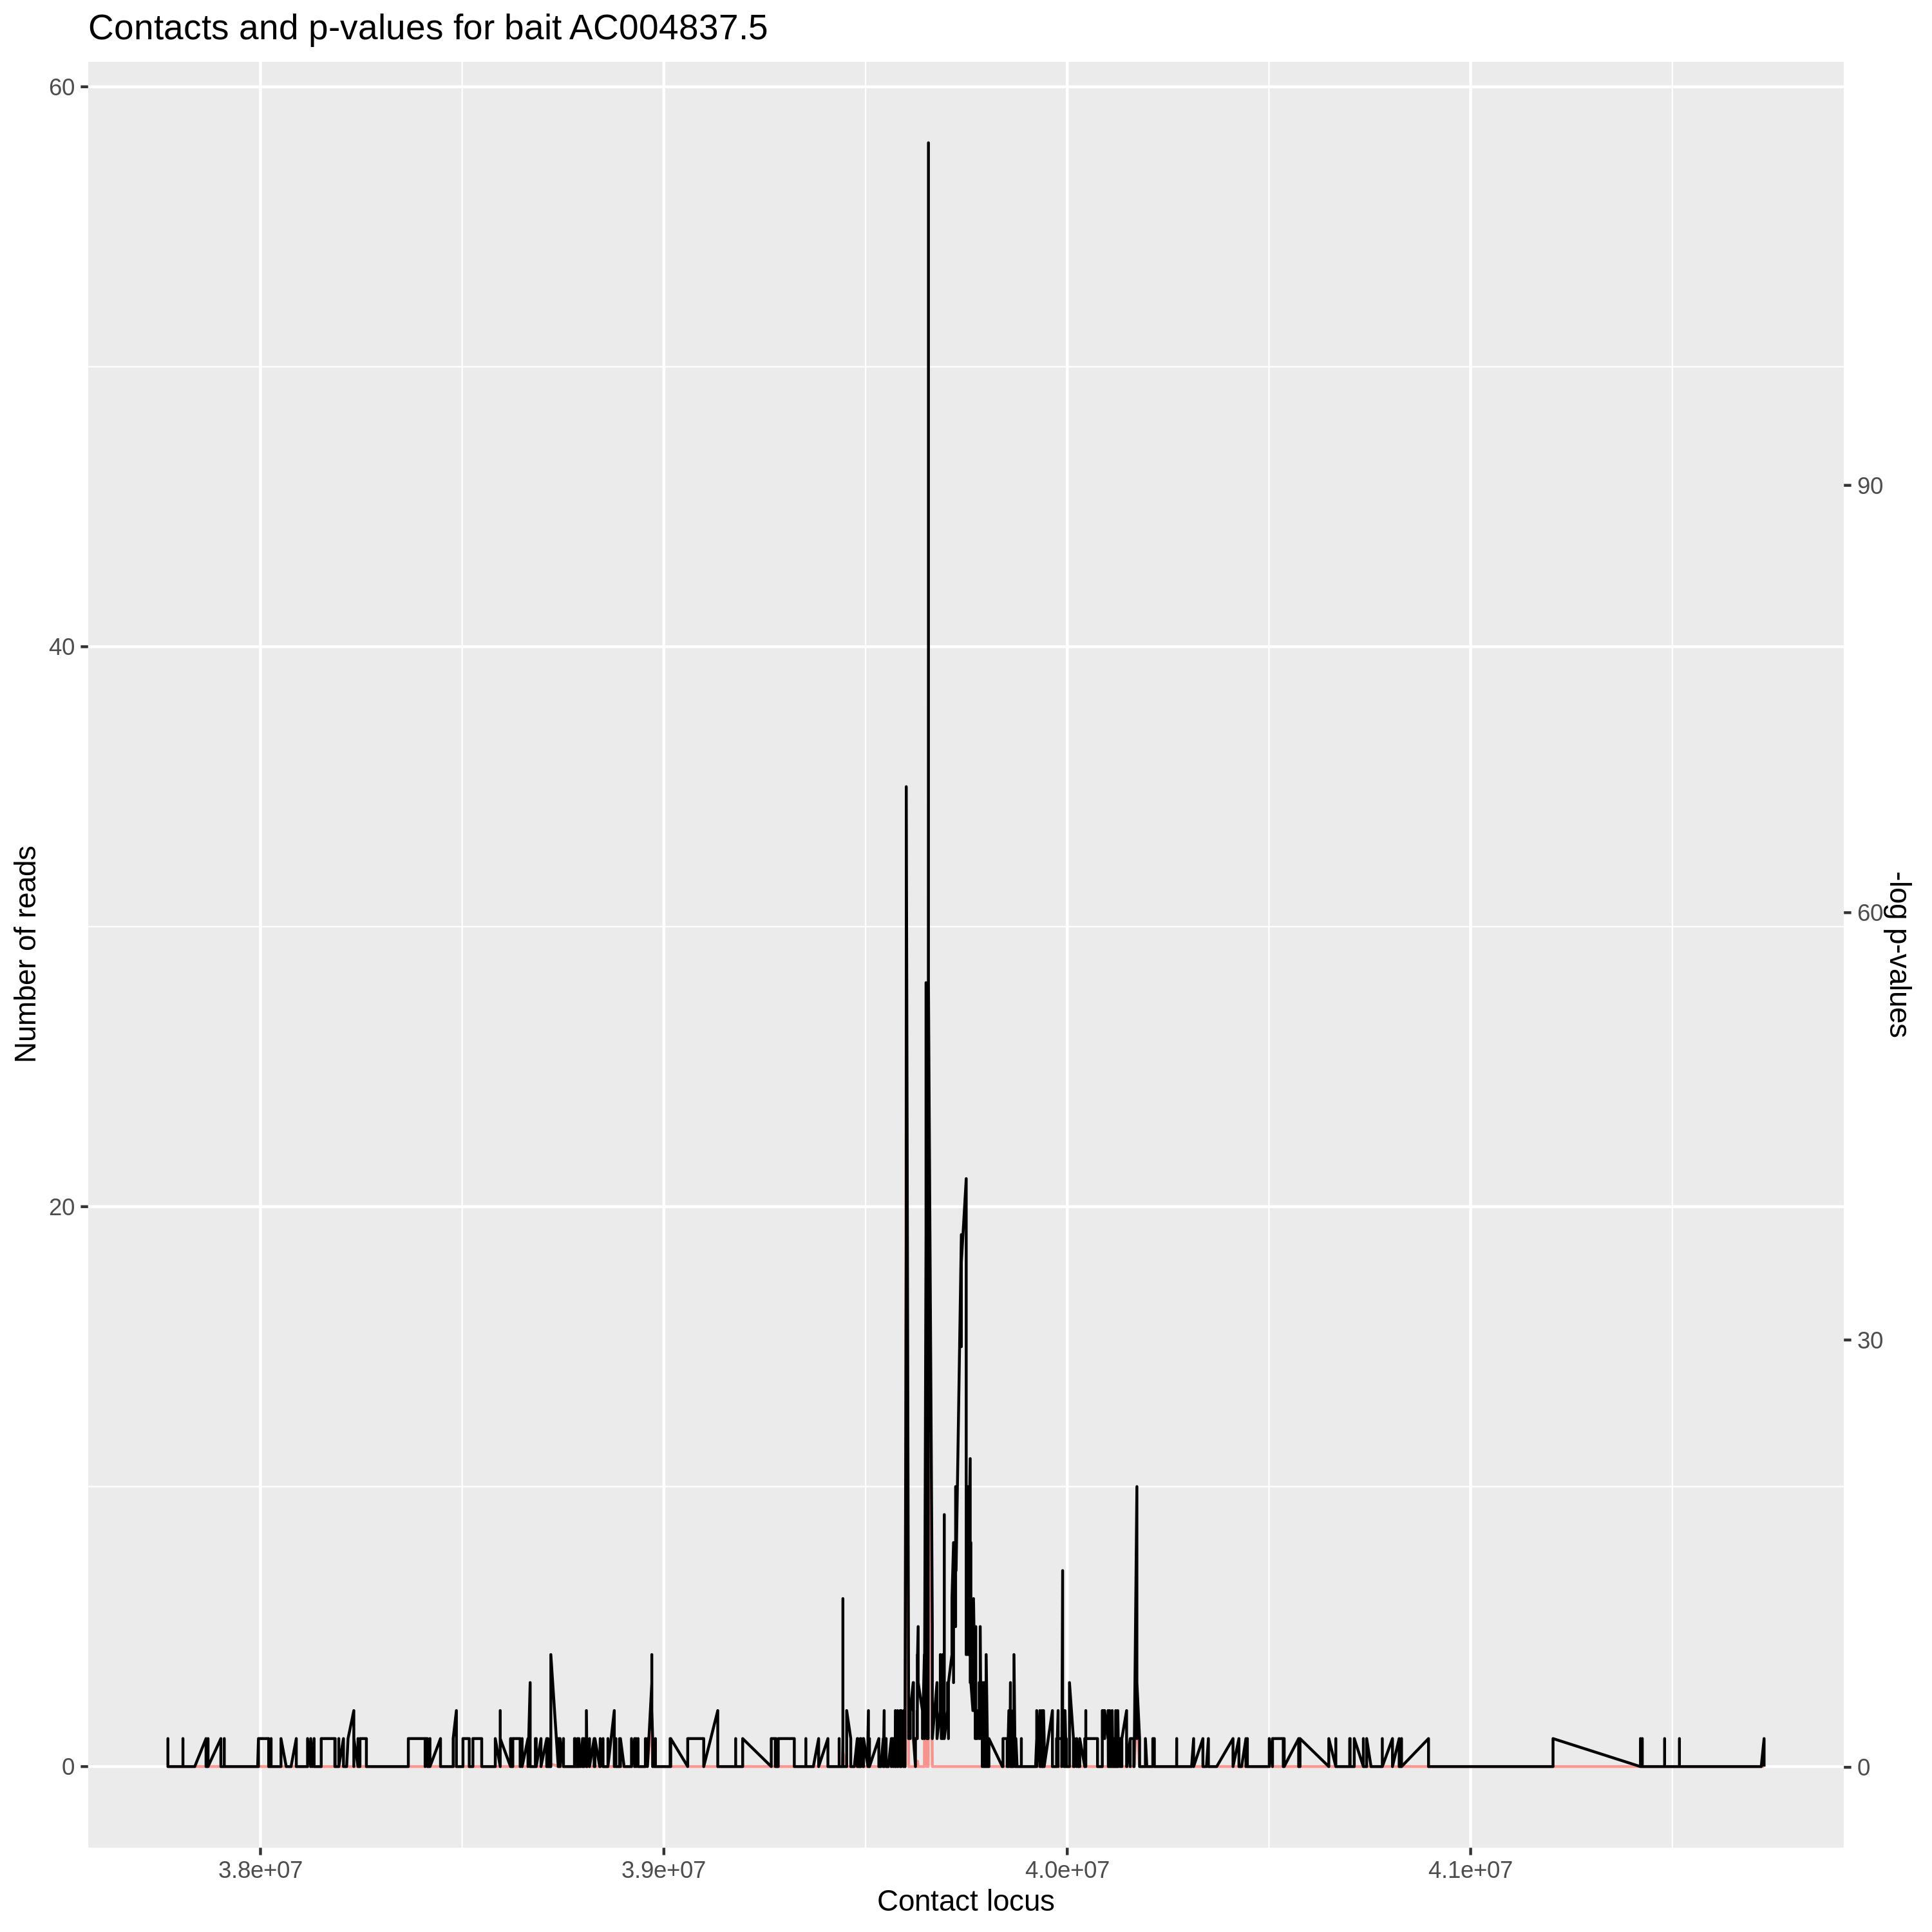 Contacts and p-values for bait AC004837.5
60
40
20
0
Number of reads
90
60
30
0
-log p-values
3.8e+07
3.9e+07
4.0e+07
4.1e+07
Contact locus